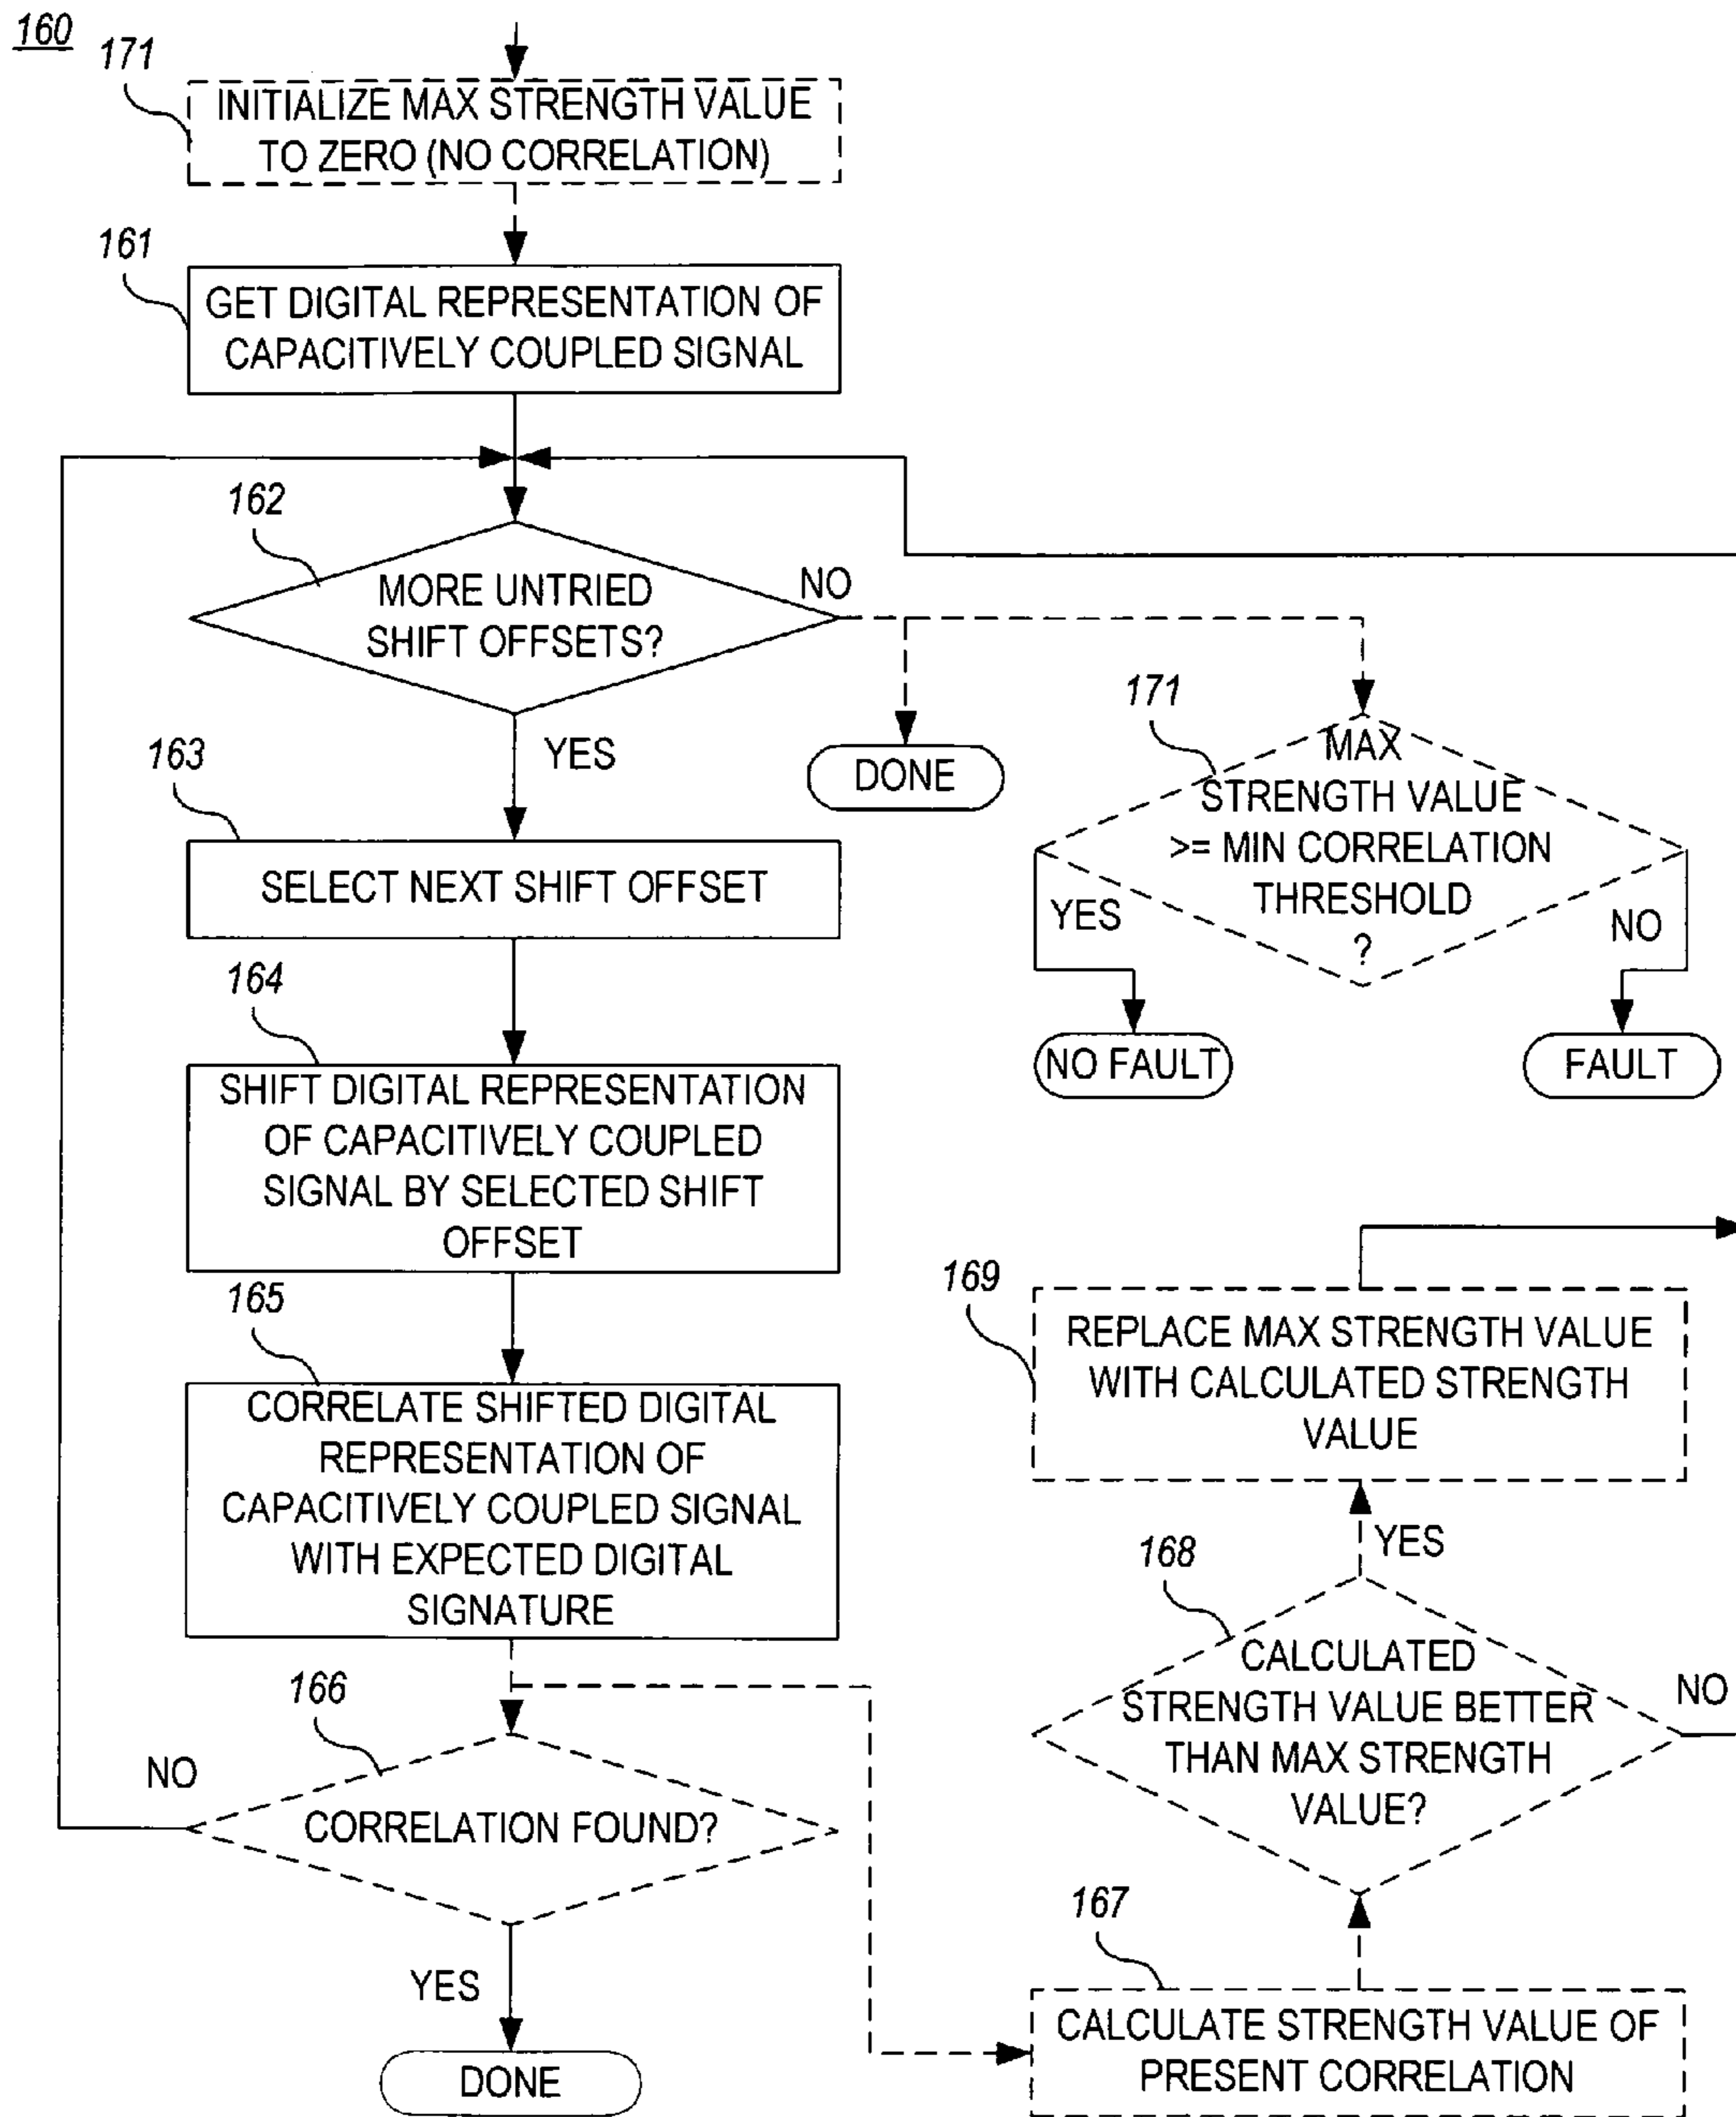 160
171
INITIALIZE MAX STRENGTH VALUE
TO ZERO (NO CORRELATION)
161
GET DIGITAL REPRESENTATION OF
CAPACITIVELY COUPLED SIGNAL
162
MORE UNTRIED
SHIFT OFFSETS?
NO
YES
DONE
171
MAX
STRENGTH VALUE
>= MIN CORRELATION
THRESHOLD
?
YES
NO
NO FAULT
FAULT
163
SELECT NEXT SHIFT OFFSET
164
SHIFT DIGITAL REPRESENTATION
OF CAPACITIVELY COUPLED
SIGNAL BY SELECTED SHIFT
OFFSET
165
CORRELATE SHIFTED DIGITAL
REPRESENTATION OF
CAPACITIVELY COUPLED SIGNAL
WITH EXPECTED DIGITAL
SIGNATURE
166
NO
CORRELATION FOUND?
YES
DONE
169
REPLACE MAX STRENGTH VALUE
WITH CALCULATED STRENGTH
VALUE
YES
168
CALCULATED
STRENGTH VALUE BETTER
THAN MAX STRENGTH
VALUE?
NO
167
CALCULATE STRENGTH VALUE OF
PRESENT CORRELATION